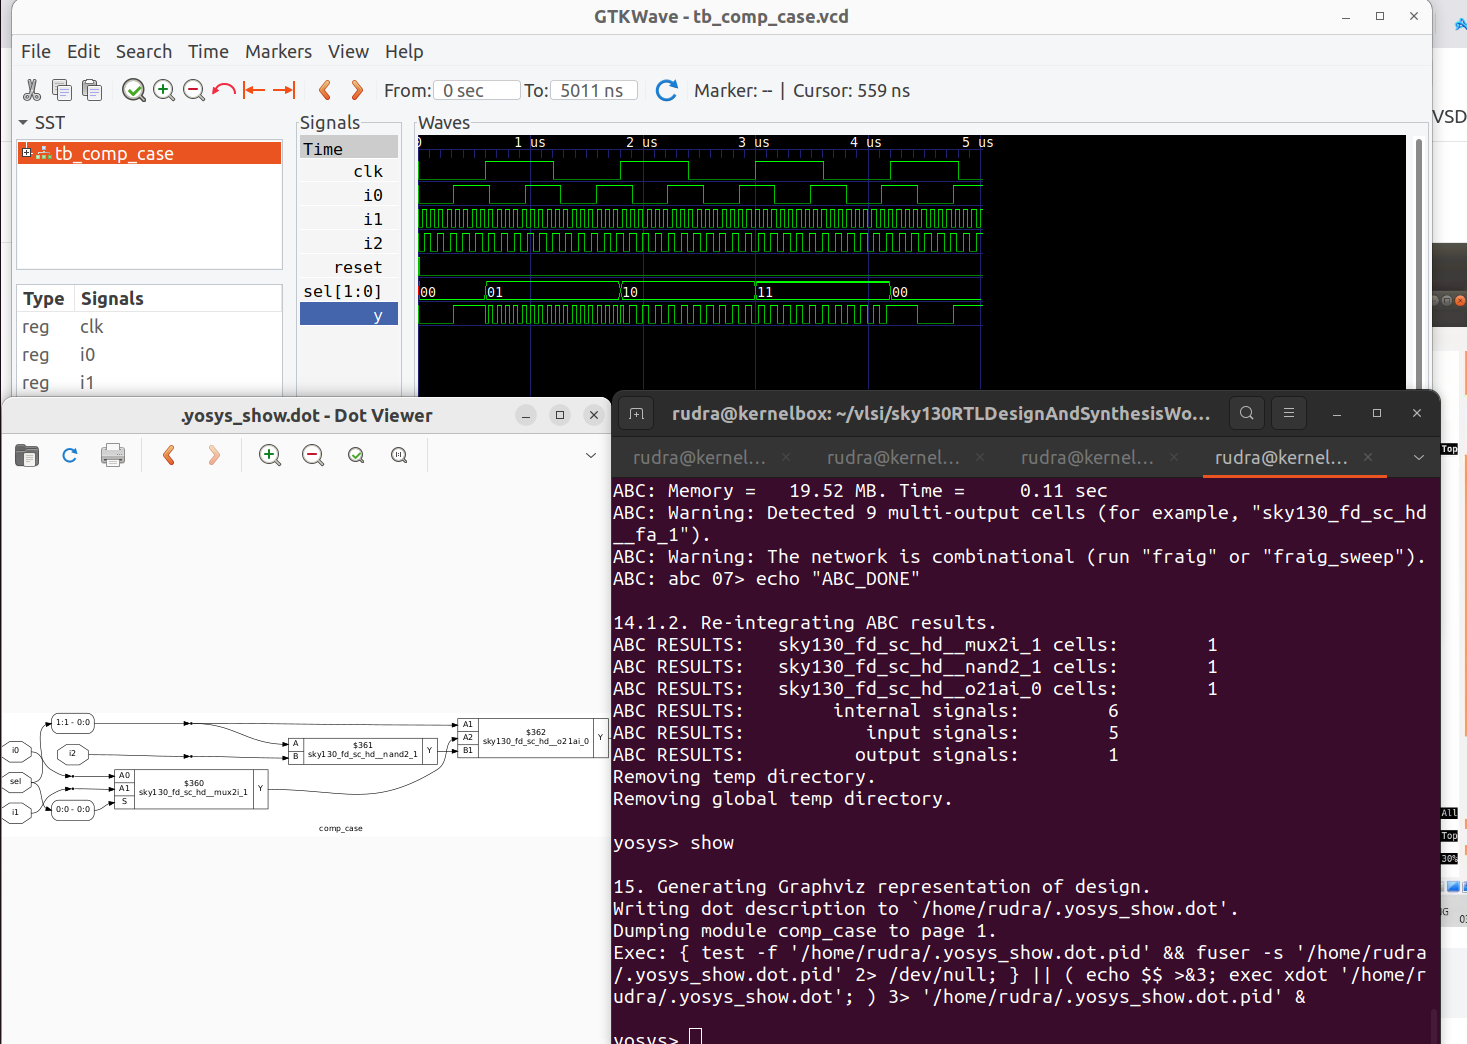 GTKWave - tb_comp_case.vcd
File Edit Search Time Markers View Help
From: 0 sec To: 5011 ns Marker: -- | Cursor: 559 ns
VSD
SST
Signals
Waves
tb_comp_case
Time
1 us 2 us 3 us 4 us 5 us
clk
i0
i1
i2
reset
sel[1:0] 00 01 10 11 00
y
Type Signals
reg clk
reg i0
reg i1
.yosys_show.dot - Dot Viewer
1:1 - 0:0
i0
i2
sel
i1
0:0 - 0:0
A
B
$361
sky130_fd_sc_hd__nand2_1
Y
A0
A1
S
$360
sky130_fd_sc_hd__mux2i_1
Y
A1
A2
B1
$362
sky130_fd_sc_hd__o21ai_0
Y
comp_case
rudra@kernelbox: ~/vlsi/sky130RTLDesignAndSynthesisWo...
rudra@kernel... rudra@kernel... rudra@kernel... rudra@kernel...
ABC: Memory = 19.52 MB. Time = 0.11 sec
ABC: Warning: Detected 9 multi-output cells (for example, "sky130_fd_sc_hd
__fa_1").
ABC: Warning: The network is combinational (run "fraig" or "fraig_sweep").
ABC: abc 07> echo "ABC_DONE"
14.1.2. Re-integrating ABC results.
ABC RESULTS: sky130_fd_sc_hd__mux2i_1 cells: 1
ABC RESULTS: sky130_fd_sc_hd__nand2_1 cells: 1
ABC RESULTS: sky130_fd_sc_hd__o21ai_0 cells: 1
ABC RESULTS: internal signals: 6
ABC RESULTS: input signals: 5
ABC RESULTS: output signals: 1
Removing temp directory.
Removing global temp directory.
yosys> show
15. Generating Graphviz representation of design.
Writing dot description to `/home/rudra/.yosys_show.dot'.
Dumping module comp_case to page 1.
Exec: { test -f '/home/rudra/.yosys_show.dot.pid' && fuser -s '/home/rudra
/.yosys_show.dot.pid' 2> /dev/null; } || ( echo $$ >&3; exec xdot '/home/r
udra/.yosys_show.dot'; ) 3> '/home/rudra/.yosys_show.dot.pid' &
yosys>
Top
All
Top
30%